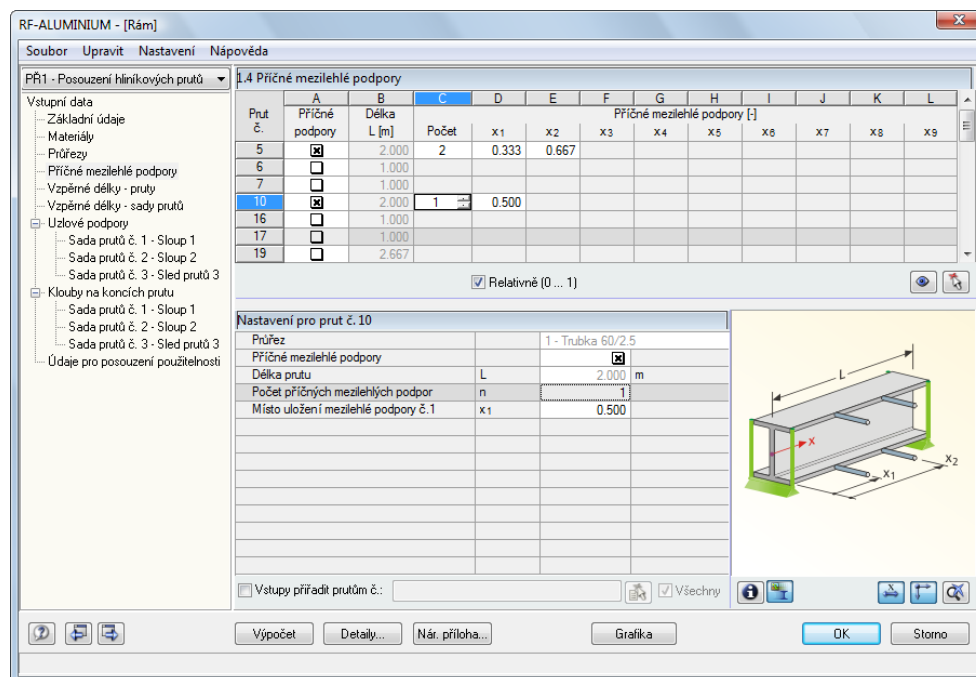 RF-ALUMINIUM - [Rám]
Soubor Upravit Nastavení Nápověda
PŘ1 - Posouzení hliníkových prutů
Vstupní data
Základní údaje
Materiály
Průřezy
Příčné mezilehlé podpory
Vzpěrné délky - pruty
Vzpěrné délky - sady prutů
Uzlové podpory
Sada prutů č. 1 - Sloup 1
Sada prutů č. 2 - Sloup 2
Sada prutů č. 3 - Sled prutů 3
Klouby na koncích prutu
Sada prutů č. 1 - Sloup 1
Sada prutů č. 2 - Sloup 2
Sada prutů č. 3 - Sled prutů 3
Údaje pro posouzení použitelnosti
1.4 Příčné mezilehlé podpory
A B C D E F G H I J K L
Prut Příčné Délka Příčné mezilehlé podpory [-]
č. podpory L [m] Počet x1 x2 x3 x4 x5 x6 x7 x8 x9
5 2.000 2 0.333 0.667
6 1.000
7 1.000
10 2.000 1 0.500
16 1.000
17 1.000
19 2.667
Relativně (0 ... 1)
Nastavení pro prut č. 10
Průřez 1 - Trubka 60/2.5
Příčné mezilehlé podpory
Délka prutu L 2.000 m
Počet příčných mezilehlých podpor n 1
Místo uložení mezilehlé podpory č.1 x1 0.500
Vstupy přiřadit prutům č.: Všechny
L
x
x1
x2
Výpočet Detaily... Nár. příloha... Grafika OK Storno